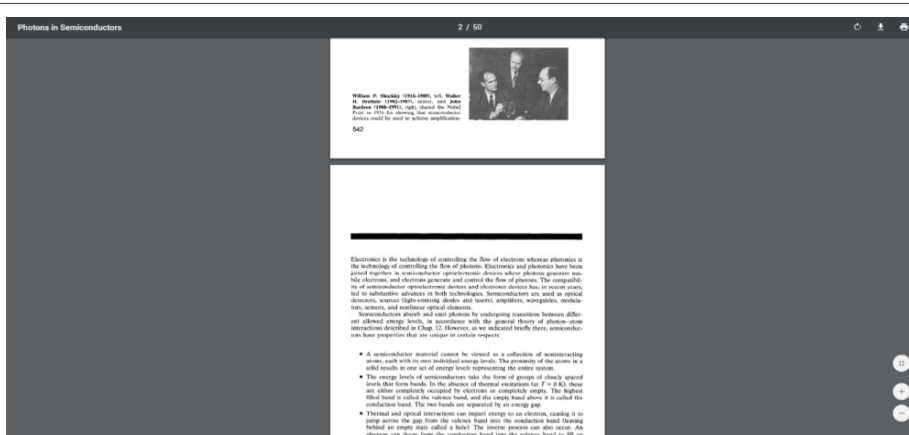 Photons in Semiconductors
2 / 50
William P. Shockley (1910-1989), left, Walter
H. Brattain (1902-1987), center, and John
Bardeen (1908-1991), right, shared the Nobel
Prize in 1956 for showing that semiconductor
devices could be used to achieve amplification.
542
Electronics is the technology of controlling the flow of electrons whereas photonics is
the technology of controlling the flow of photons. Electronics and photonics have been
joined together in semiconductor optoelectronic devices where photons generate mo-
bile electrons, and electrons generate and control the flow of photons. The compatibil-
ity of semiconductor optoelectronic devices and electronic devices has, in recent years,
led to substantive advances in both technologies. Semiconductors are used as optical
detectors, sources (light-emitting diodes and lasers), amplifiers, waveguides, modula-
tors, sensors, and nonlinear optical elements.
Semiconductors absorb and emit photons by undergoing transitions between differ-
ent allowed energy levels, in accordance with the general theory of photon-atom
interactions described in Chap. 12. However, as we indicated briefly there, semiconduc-
tors have properties that are unique in certain respects:
■ A semiconductor material cannot be viewed as a collection of noninteracting
atoms, each with its own individual energy levels. The proximity of the atoms in a
solid results in one set of energy levels representing the entire system.
■ The energy levels of semiconductors take the form of groups of closely spaced
levels that form bands. In the absence of thermal excitations (at T = 0 K), these
are either completely occupied by electrons or completely empty. The highest
filled band is called the valence band, and the empty band above it is called the
conduction band. The two bands are separated by an energy gap.
■ Thermal and optical interactions can impart energy to an electron, causing it to
jump across the gap from the valence band into the conduction band (leaving
behind an empty state called a hole). The inverse process can also occur. An
electron can decay from the conduction band into the valence band to fill an